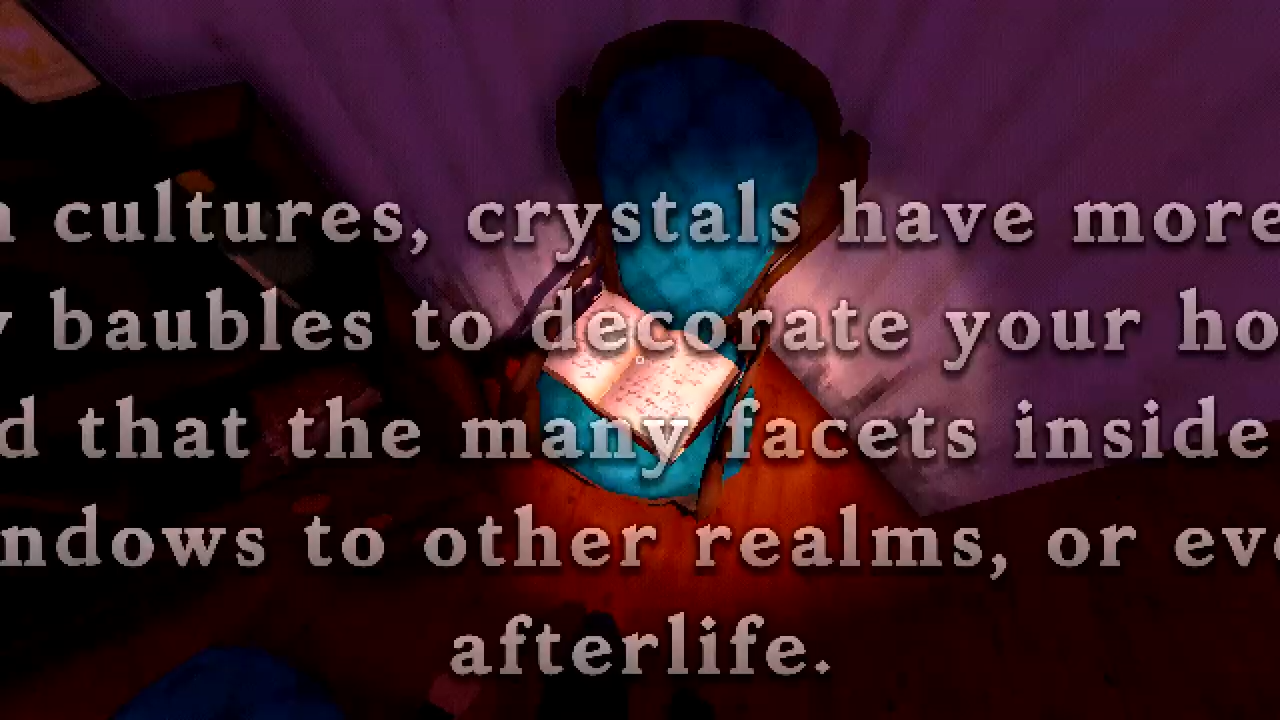 cultures, crystals have more
baubles to decorate your ho
d that the many facets inside
ndows to other realms, or eve
afterlife.